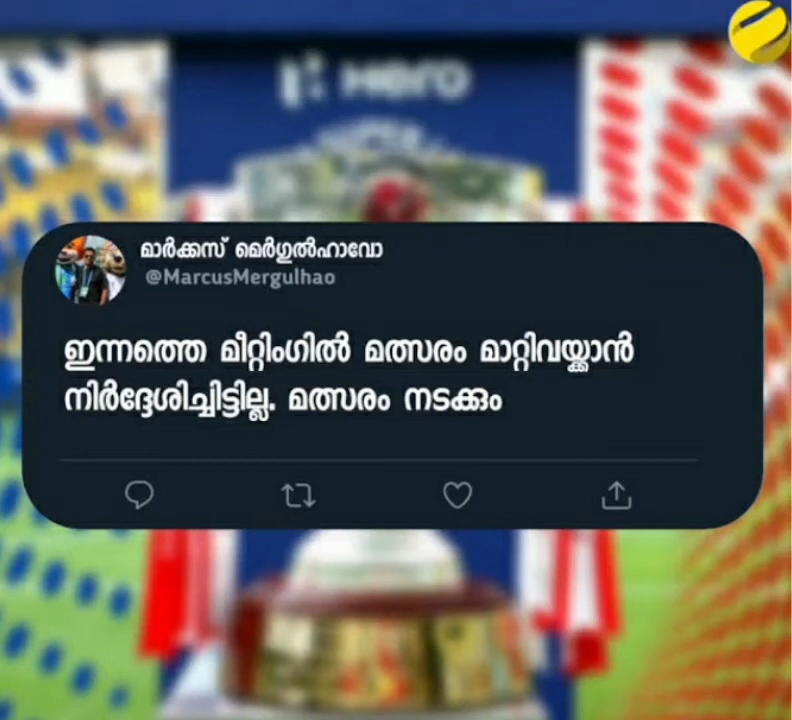 Hero
മാർക്കസ് മെർഗുൽഹാവോ
@MarcusMergulhao
ഇന്നത്തെ മീറ്റിംഗിൽ മത്സരം മാറ്റിവയ്ക്കാൻ
നിർദ്ദേശിച്ചിട്ടില്ല. മത്സരം നടക്കും